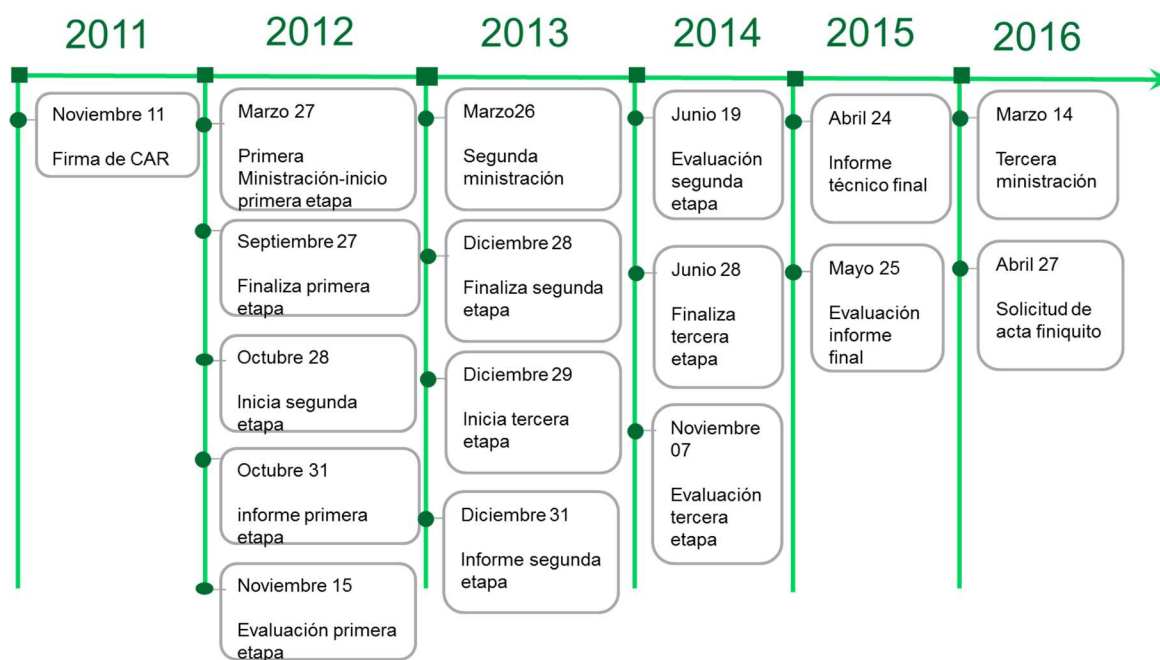 2011
2012
2013
2014
2015
2016
Noviembre 11
Firma de CAR
Marzo 27
Primera
Ministración-inicio
primera etapa
Septiembre 27
Finaliza primera
etapa
Octubre 28
Inicia segunda
etapa
Octubre 31
informe primera
etapa
Noviembre 15
Evaluación primera
etapa
Marzo26
Segunda
ministración
Diciembre 28
Finaliza segunda
etapa
Diciembre 29
Inicia tercera
etapa
Diciembre 31
Informe segunda
etapa
Junio 19
Evaluación
segunda
etapa
Junio 28
Finaliza
tercera
etapa
Noviembre
07
Evaluación
tercera
etapa
Abril 24
Informe
técnico final
Mayo 25
Evaluación
informe
final
Marzo 14
Tercera
ministración
Abril 27
Solicitud de
acta finiquito